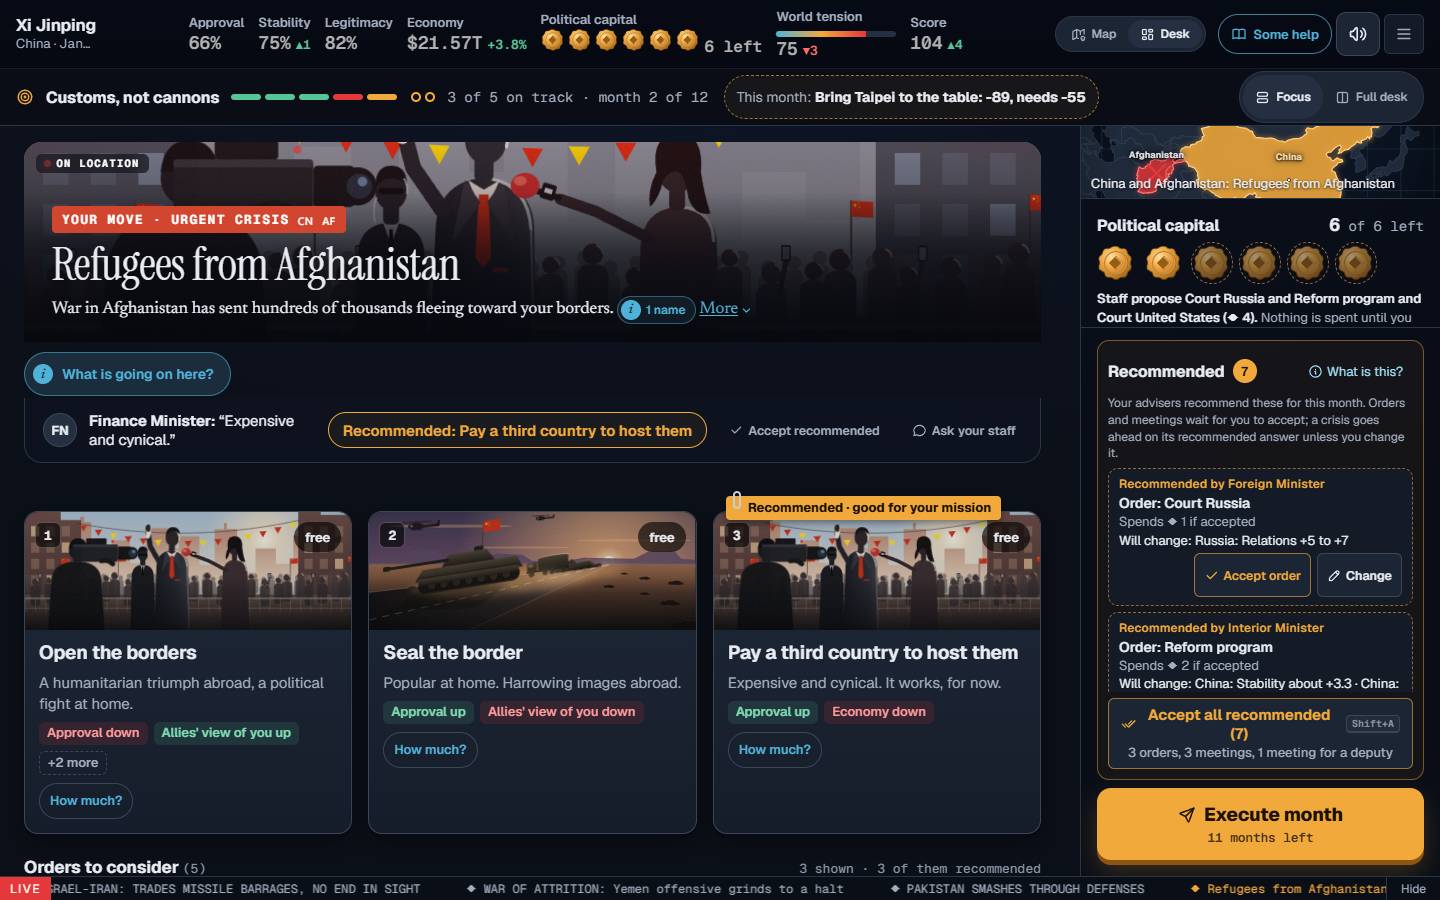 Xi Jinping
China · Jan...
Approval
66%
Stability
75% ▴1
Legitimacy
82%
Economy
$21.57T +3.8%
Political capital
6 left
World tension
75 ▾3
Score
104 ▴4
Map
Desk
Some help
Customs, not cannons
3 of 5 on track · month 2 of 12
This month: Bring Taipei to the table: -89, needs -55
Focus
Full desk
ON LOCATION
YOUR MOVE · URGENT CRISIS CN AF
Refugees from Afghanistan
War in Afghanistan has sent hundreds of thousands fleeing toward your borders. i 1 name More
i What is going on here?
FN
Finance Minister: “Expensive
and cynical.”
Recommended: Pay a third country to host them
Accept recommended
Ask your staff
1
free
Open the borders
A humanitarian triumph abroad, a political
fight at home.
Approval down
Allies' view of you up
+2 more
How much?
2
free
Seal the border
Popular at home. Harrowing images abroad.
Approval up
Allies' view of you down
How much?
Recommended · good for your mission
3
free
Pay a third country to host them
Expensive and cynical. It works, for now.
Approval up
Economy down
How much?
Orders to consider (5)
3 shown · 3 of them recommended
Afghanistan
China
China and Afghanistan: Refugees from Afghanistan
Political capital
6 of 6 left
Staff propose Court Russia and Reform program and
Court United States (◆ 4). Nothing is spent until you
Recommended 7
What is this?
Your advisers recommend these for this month. Orders
and meetings wait for you to accept; a crisis goes
ahead on its recommended answer unless you change
it.
Recommended by Foreign Minister
Order: Court Russia
Spends ◆ 1 if accepted
Will change: Russia: Relations +5 to +7
Accept order
Change
Recommended by Interior Minister
Order: Reform program
Spends ◆ 2 if accepted
Will change: China: Stability about +3.3 · China:
Accept all recommended
(7)
Shift+A
3 orders, 3 meetings, 1 meeting for a deputy
Execute month
11 months left
LIVE
SRAEL-IRAN: TRADES MISSILE BARRAGES, NO END IN SIGHT
◆ WAR OF ATTRITION: Yemen offensive grinds to a halt
◆ PAKISTAN SMASHES THROUGH DEFENSES
◆ Refugees from Afghanistan
Hide